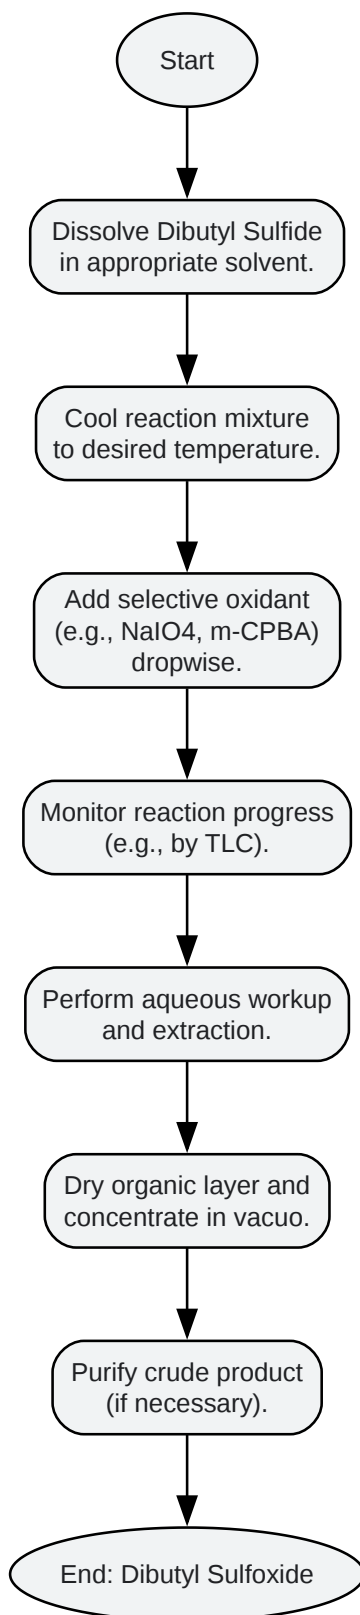 Start
Dissolve Dibutyl Sulfide
in appropriate solvent.
Cool reaction mixture
to desired temperature.
Add selective oxidant
(e.g., NaIO4, m-CPBA)
dropwise.
Monitor reaction progress
(e.g., by TLC).
Perform aqueous workup
and extraction.
Dry organic layer and
concentrate in vacuo.
Purify crude product
(if necessary).
End: Dibutyl Sulfoxide